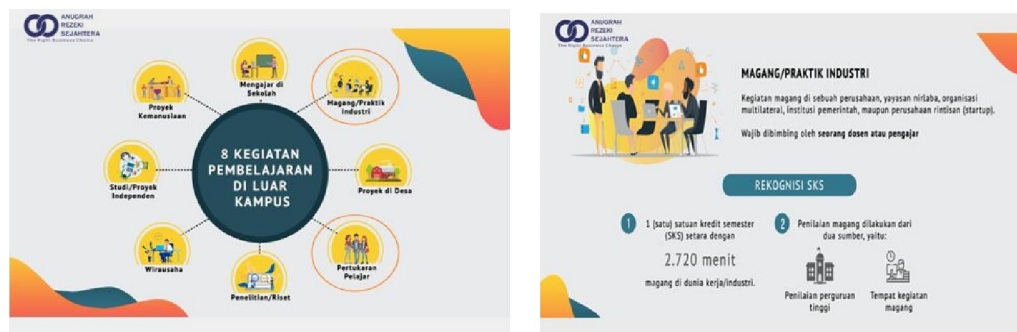 ANUGRAH
REZEKI
SEJAHTERA
The Right Business Choice
Mengajar di
Sekolah
Magang/Praktik
Industri
Proyek
Kemanusiaan
8 KEGIATAN
PEMBELAJARAN
DI LUAR
KAMPUS
Studi/Proyek
Independen
Proyek di Desa
Wirausaha
Pertukaran
Pelajar
Penelitian/Riset
ANUGRAH
REZEKI
SEJAHTERA
The Right Business Choice
MAGANG/PRAKTIK INDUSTRI
Kegiatan magang di sebuah perusahaan, yayasan nirlaba, organisasi
multilateral, institusi pemerintah, maupun perusahaan rintisan (startup).
Wajib dibimbing oleh seorang dosen atau pengajar
REKOGNISI SKS
1
1 (satu) satuan kredit semester
(SKS) setara dengan
2.720 menit
magang di dunia kerja/industri.
2
Penilaian magang dilakukan dari
dua sumber, yaitu:
Penilaian perguruan
tinggi
Tempat kegiatan
magang